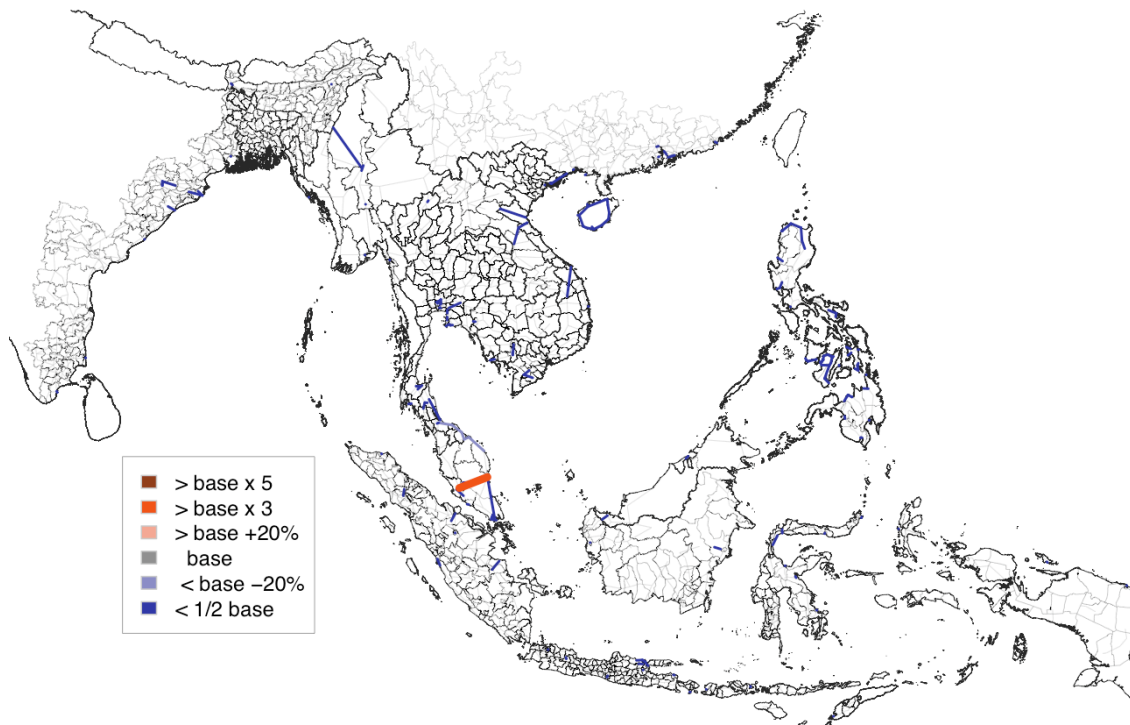 > base x 5
> base x 3
> base +20%
base
< base −20%
< 1/2 base